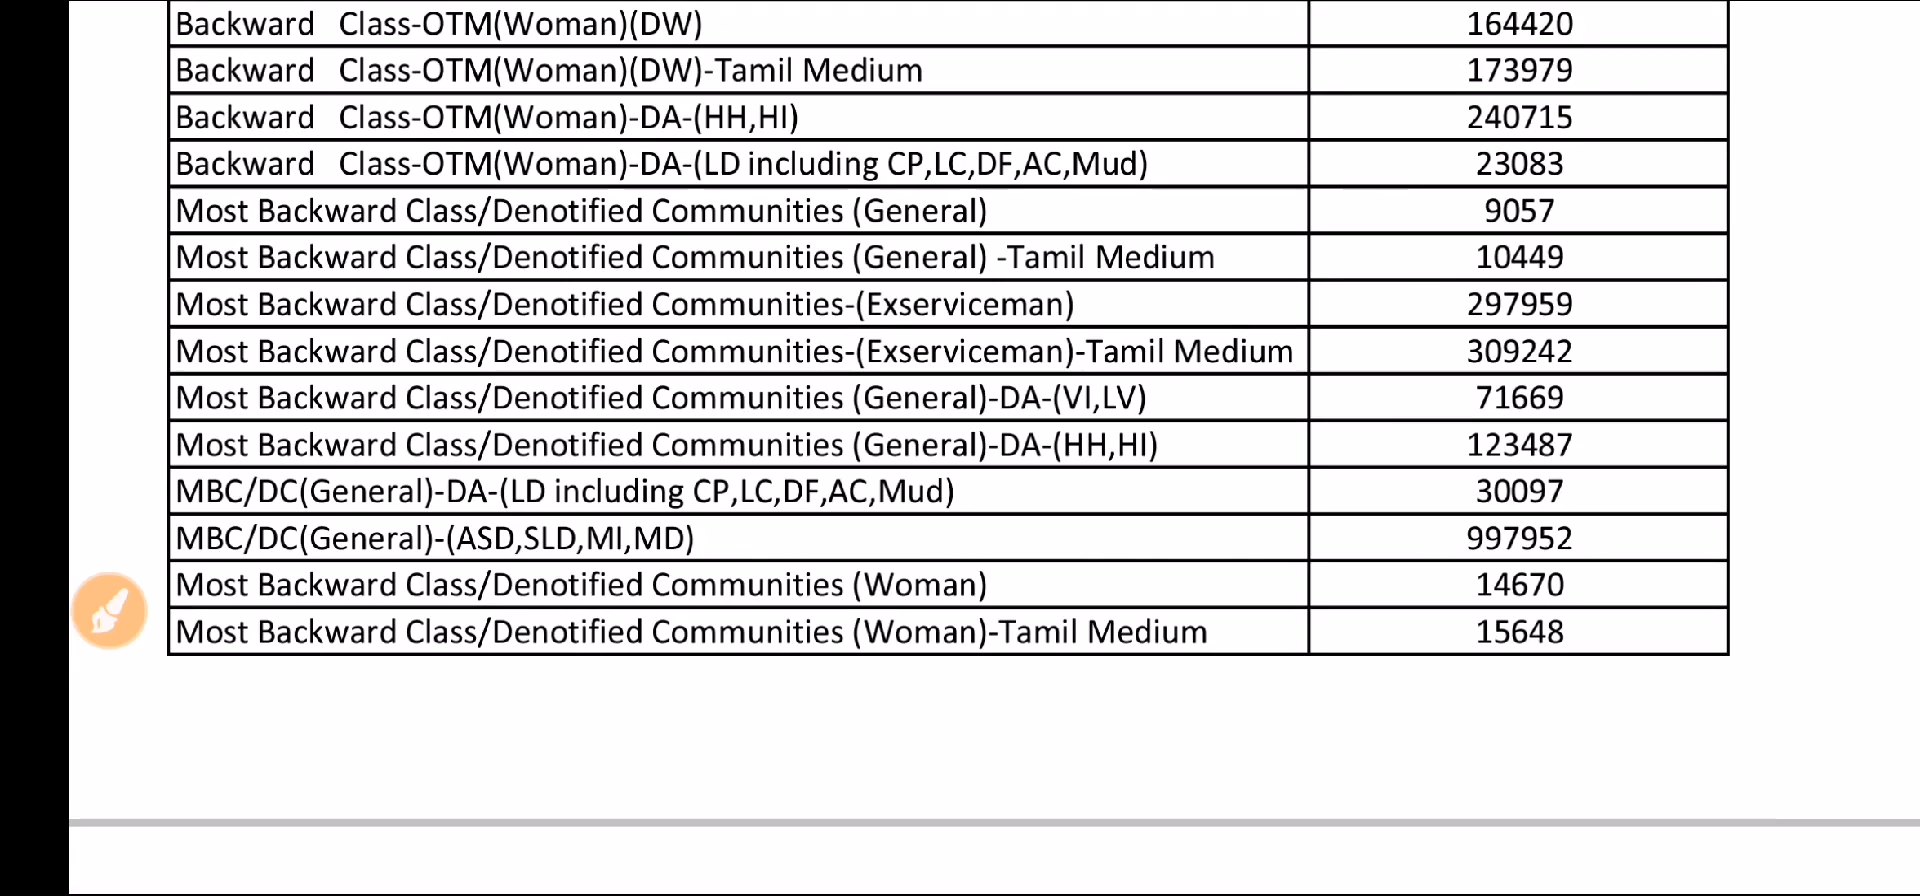 Backward Class-OTM(Woman)(DW) 164420
Backward Class-OTM(Woman)(DW)-Tamil Medium 173979
Backward Class-OTM(Woman)-DA-(HH,HI) 240715
Backward Class-OTM(Woman)-DA-(LD including CP,LC,DF,AC,Mud) 23083
Most Backward Class/Denotified Communities (General) 9057
Most Backward Class/Denotified Communities (General) -Tamil Medium 10449
Most Backward Class/Denotified Communities-(Exserviceman) 297959
Most Backward Class/Denotified Communities-(Exserviceman)-Tamil Medium 309242
Most Backward Class/Denotified Communities (General)-DA-(VI,LV) 71669
Most Backward Class/Denotified Communities (General)-DA-(HH,HI) 123487
MBC/DC(General)-DA-(LD including CP,LC,DF,AC,Mud) 30097
MBC/DC(General)-(ASD,SLD,MI,MD) 997952
Most Backward Class/Denotified Communities (Woman) 14670
Most Backward Class/Denotified Communities (Woman)-Tamil Medium 15648